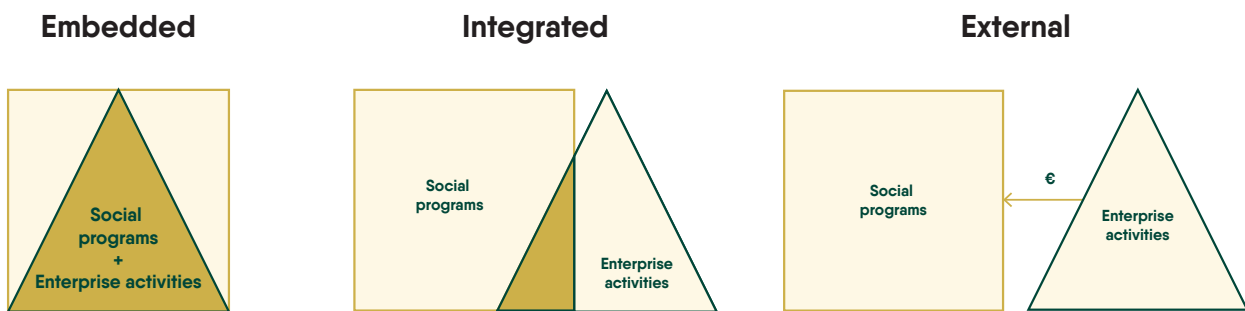 Embedded
Integrated
External
Social
programs
+
Enterprise activities
Social
programs
Enterprise
activities
Social
programs
€
Enterprise
activities